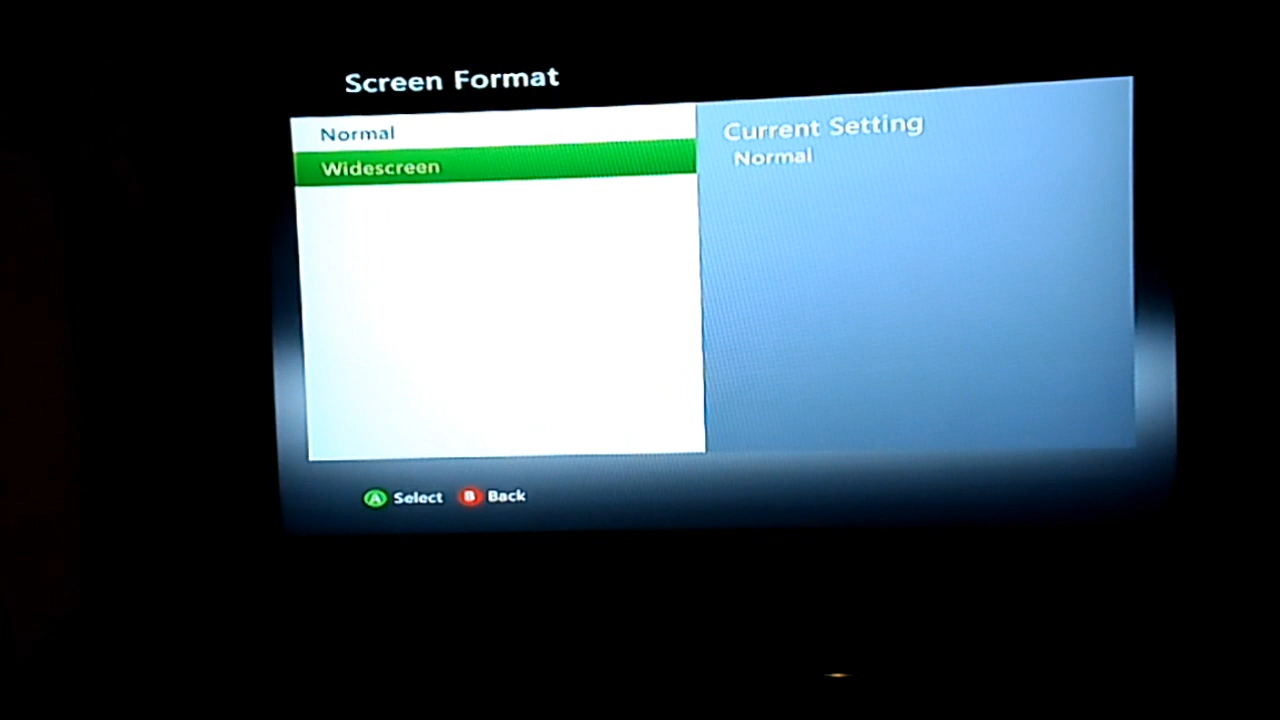 Screen Format
Normal
Widescreen
Current Setting
Normal
A Select B Back